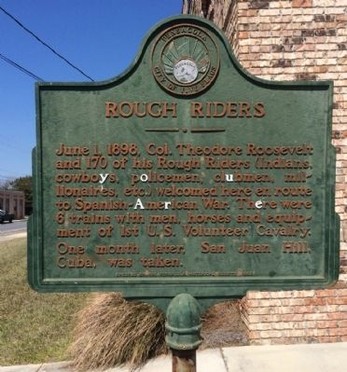 ROUGH RIDERS
June 1, 1898, Col. Theodore Roosevelt
and 170 of his Rough Riders (Indians,
cowboys, policemen, clubmen, mil-
lionaires, etc.) welcomed here en route
to Spanish-American War. There were
6 trains with men, horses and equip-
ment of 1st U.S. Volunteer Cavalry.
One month later, San Juan Hill,
Cuba, was taken.